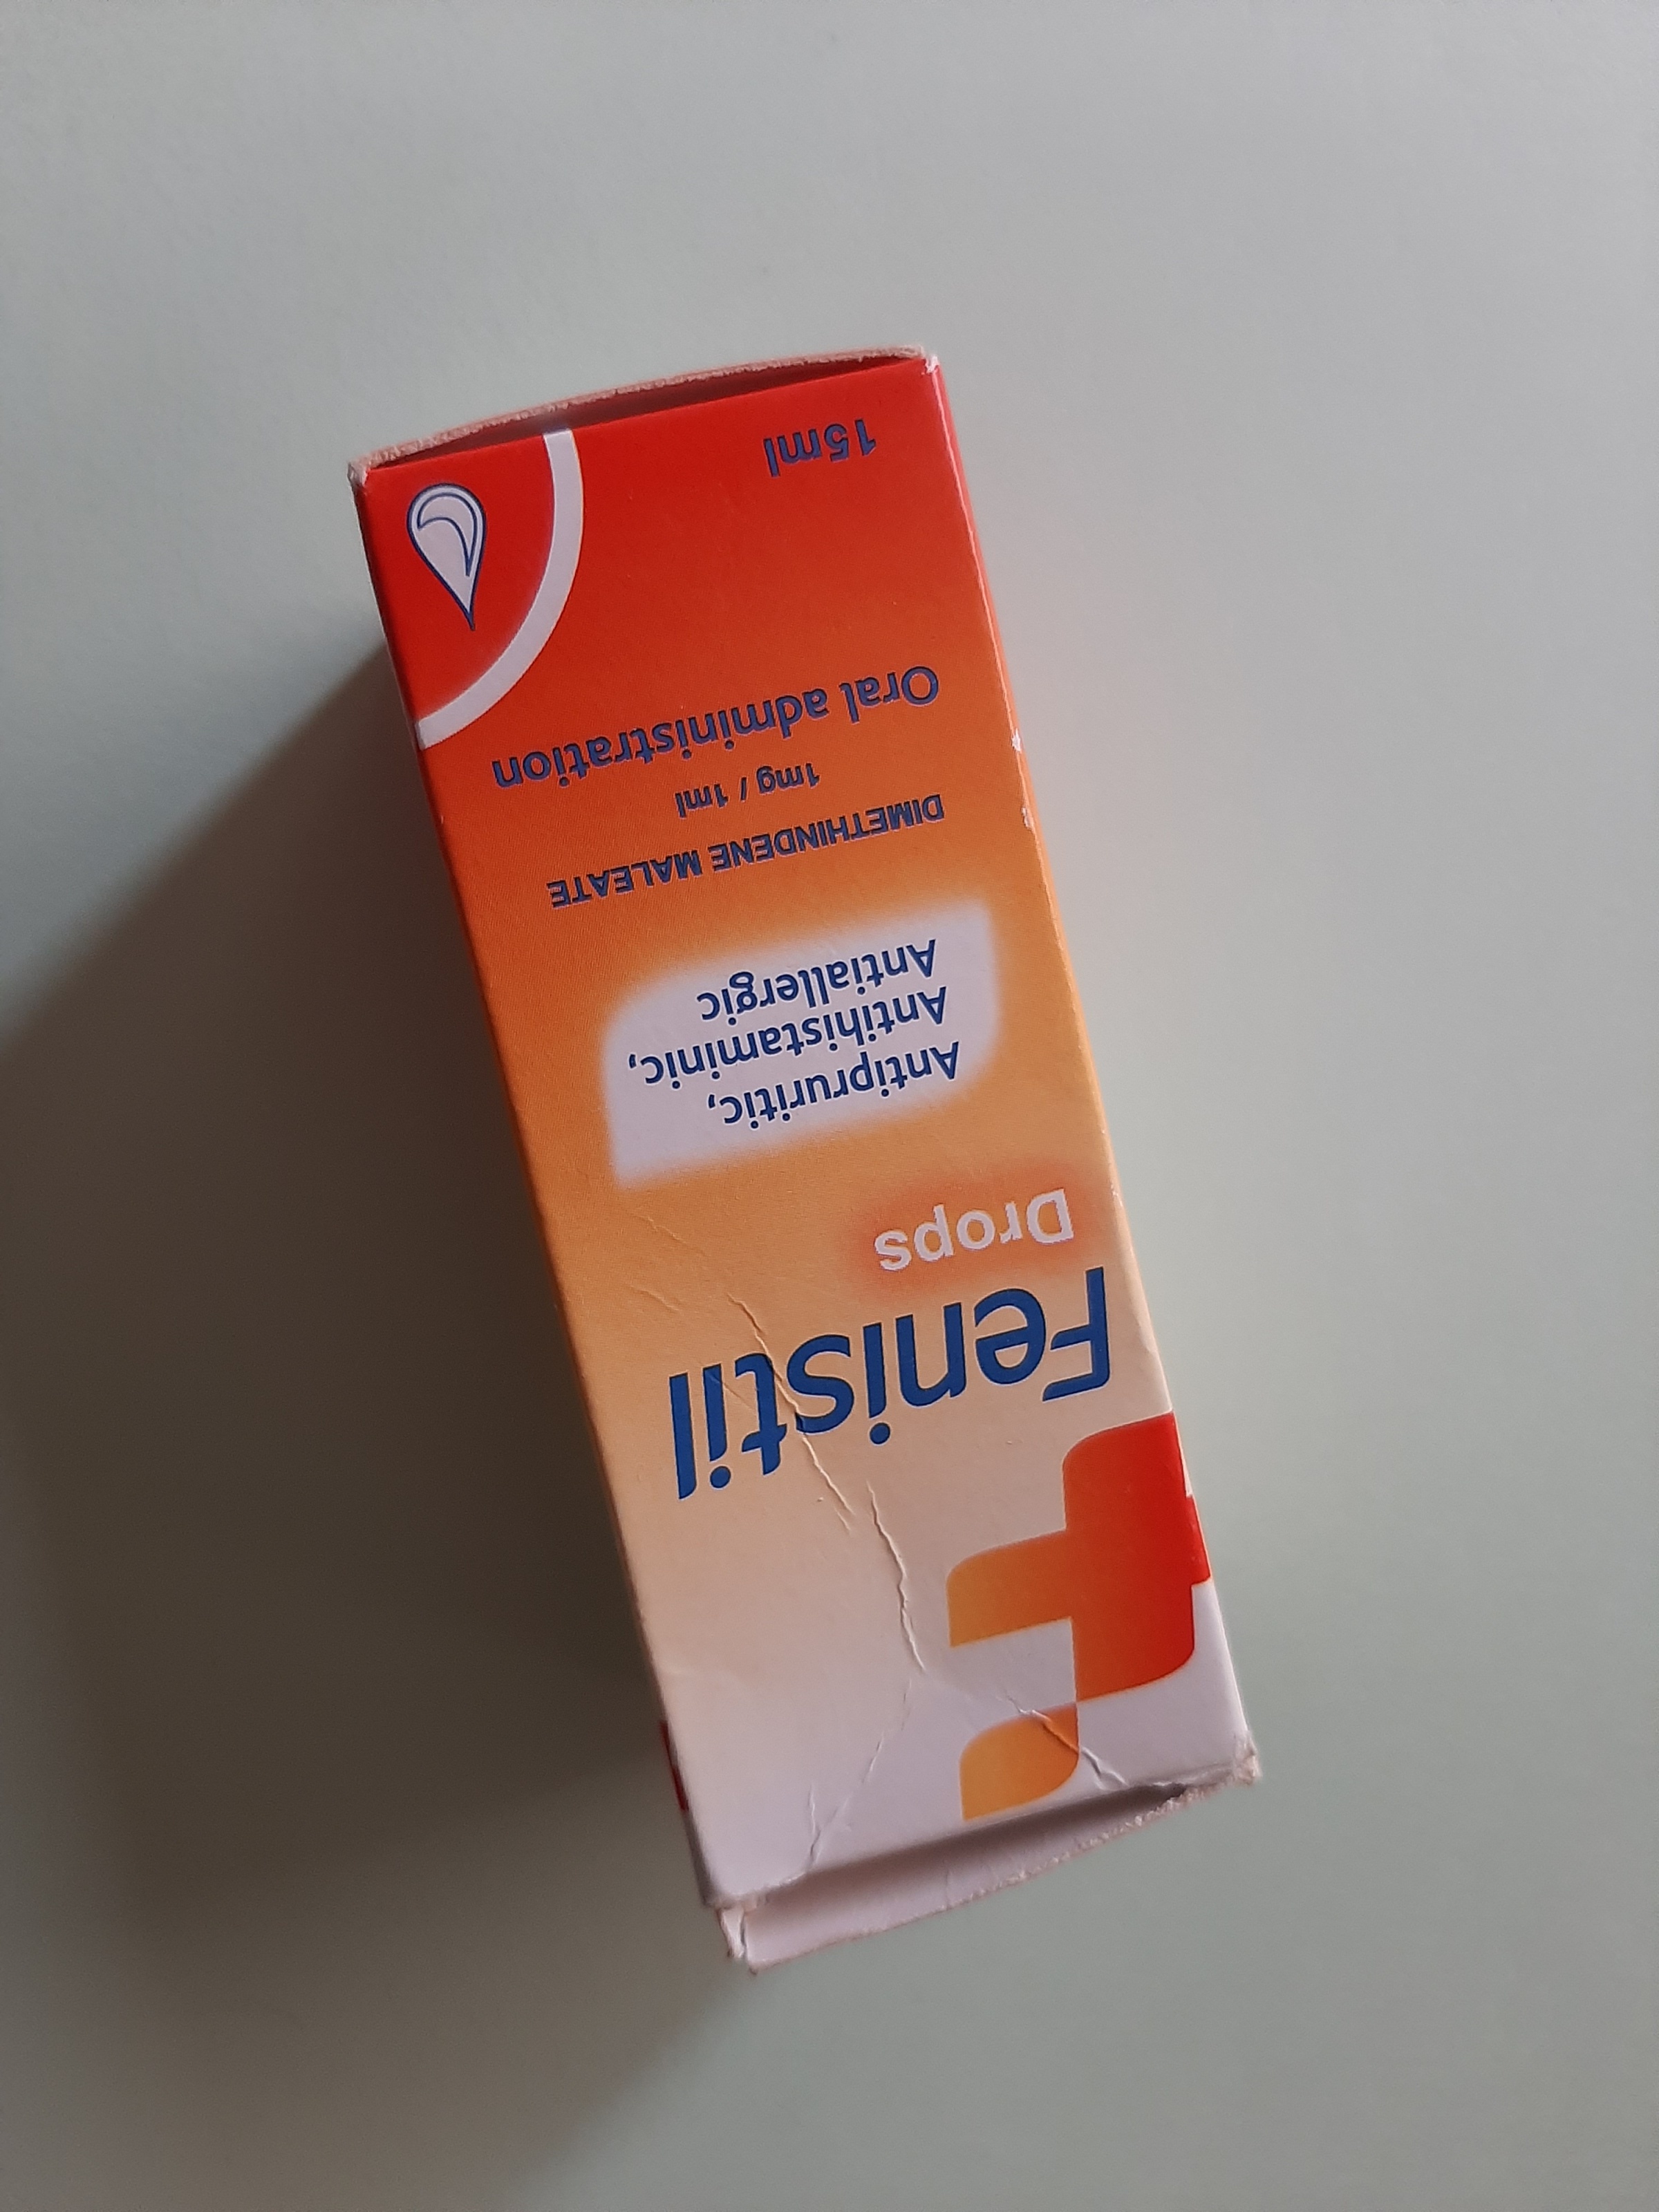 Fenistil
Drops
Antipruritic,
Antihistaminic,
Antiallergic
DIMETHINDENE MALEATE
1mg / 1ml
Oral administration
15ml